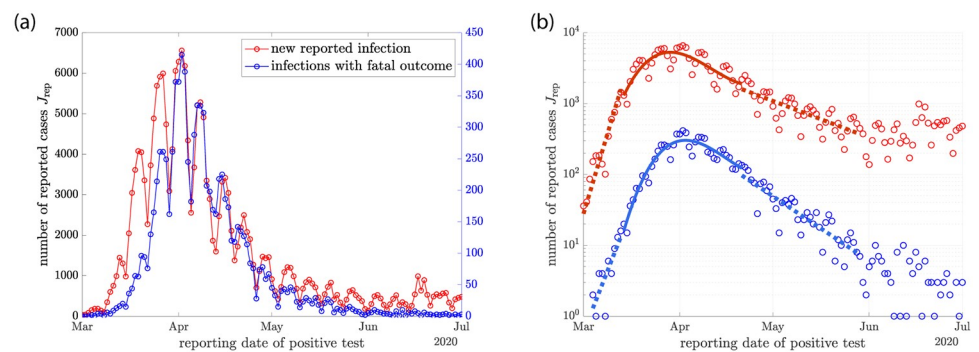 (a)
7000
6000
5000
4000
3000
2000
1000
0
number of reported cases J_rep
450
400
350
300
250
200
150
100
50
0
new reported infection
infections with fatal outcome
Mar Apr May Jun Jul
reporting date of positive test 2020
(b)
10^4
10^3
10^2
10^1
10^0
number of reported cases J_rep
Mar Apr May Jun Jul
reporting date of positive test 2020